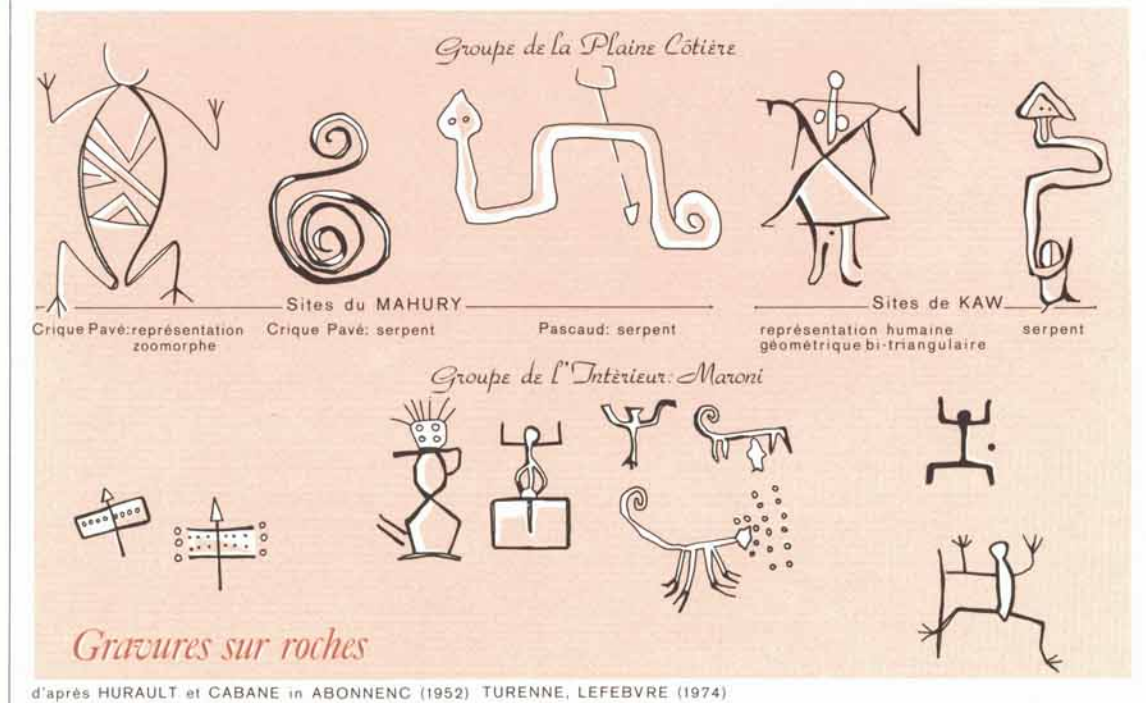 Groupe de la Plaine Côtière
Sites du MAHURY
Sites de KAW
Crique Pavé: représentation
zoomorphe
Crique Pavé: serpent
Pascaud: serpent
représentation humaine
géométrique bi-triangulaire
serpent
Groupe de l'Intèrieur: Maroni
Gravures sur roches
d'après HURAULT et CABANE in ABONNENC (1952) TURENNE, LEFEBVRE (1974)